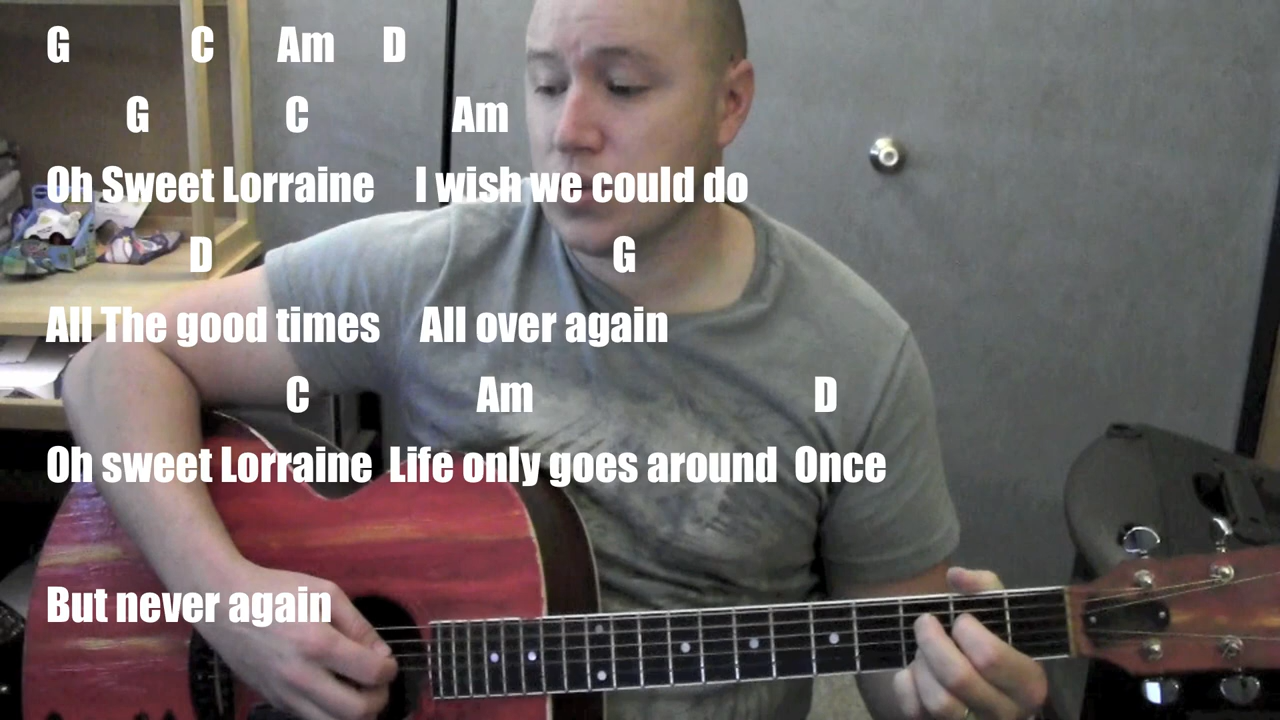 G C Am D
G C Am
Oh Sweet Lorraine I wish we could do
D G
All The good times All over again
C Am D
Oh sweet Lorraine Life only goes around Once
But never again